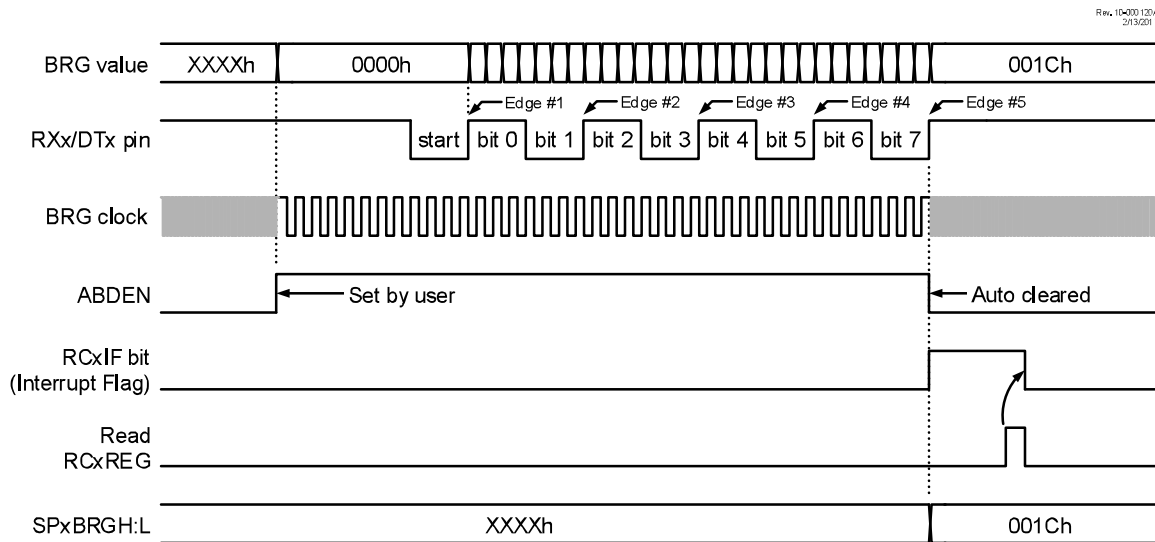 BRG value XXXXh 0000h 001Ch
Edge #1 Edge #2 Edge #3 Edge #4 Edge #5
RXx/DTx pin start bit 0 bit 1 bit 2 bit 3 bit 4 bit 5 bit 6 bit 7
BRG clock
ABDEN Set by user Auto cleared
RCxIF bit
(Interrupt Flag)
Read
RCxREG
SPxBRGH:L XXXXh 001Ch